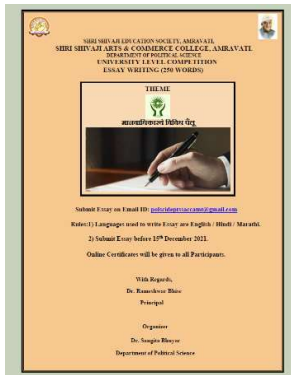 SHRI SHIVAJI EDUCATION SOCIETY, AMRAVATI,
SHRI SHIVAJI ARTS & COMMERCE COLLEGE, AMRAVATI.
DEPARTMENT OF POLITICAL SCIENCE
UNIVERSITY LEVEL COMPETITION
ESSAY WRITING (250 WORDS)
THEME
मानवाधिकाराचे विविध पैलू
Submit Essay on Email ID:
Rules:1) Languages used to write Essay are English / Hindi / Marathi.
2) Submit Essay before 15th December 2021.
Online Certificates will be given to all Participants.
With Regards,
Dr. Rameshwar Bhise
Principal
Organizer
Dr. Sangita Bhuyar
Department of Political Science